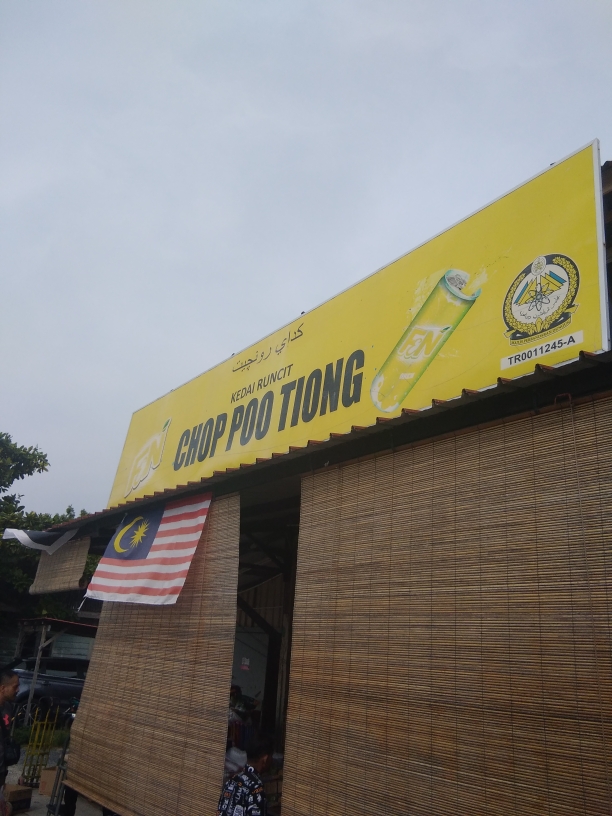 كداي رونچيت
KEDAI RUNCIT
CHOP POO TIONG
TR0011245-A